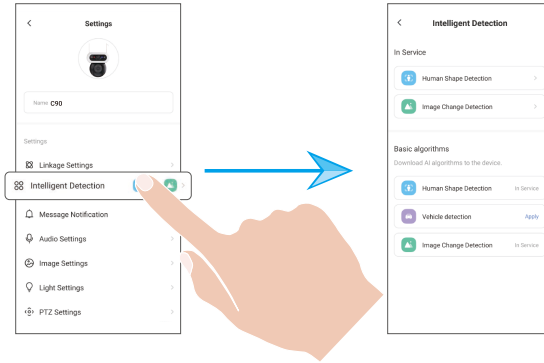 Settings
Name C90
Settings
Linkage Settings
Intelligent Detection
Message Notification
Audio Settings
Image Settings
Light Settings
PTZ Settings
Intelligent Detection
In Service
Human Shape Detection
Image Change Detection
Basic algorithms
Download AI algorithms to the device.
Human Shape Detection In Service
Vehicle detection Apply
Image Change Detection In Service